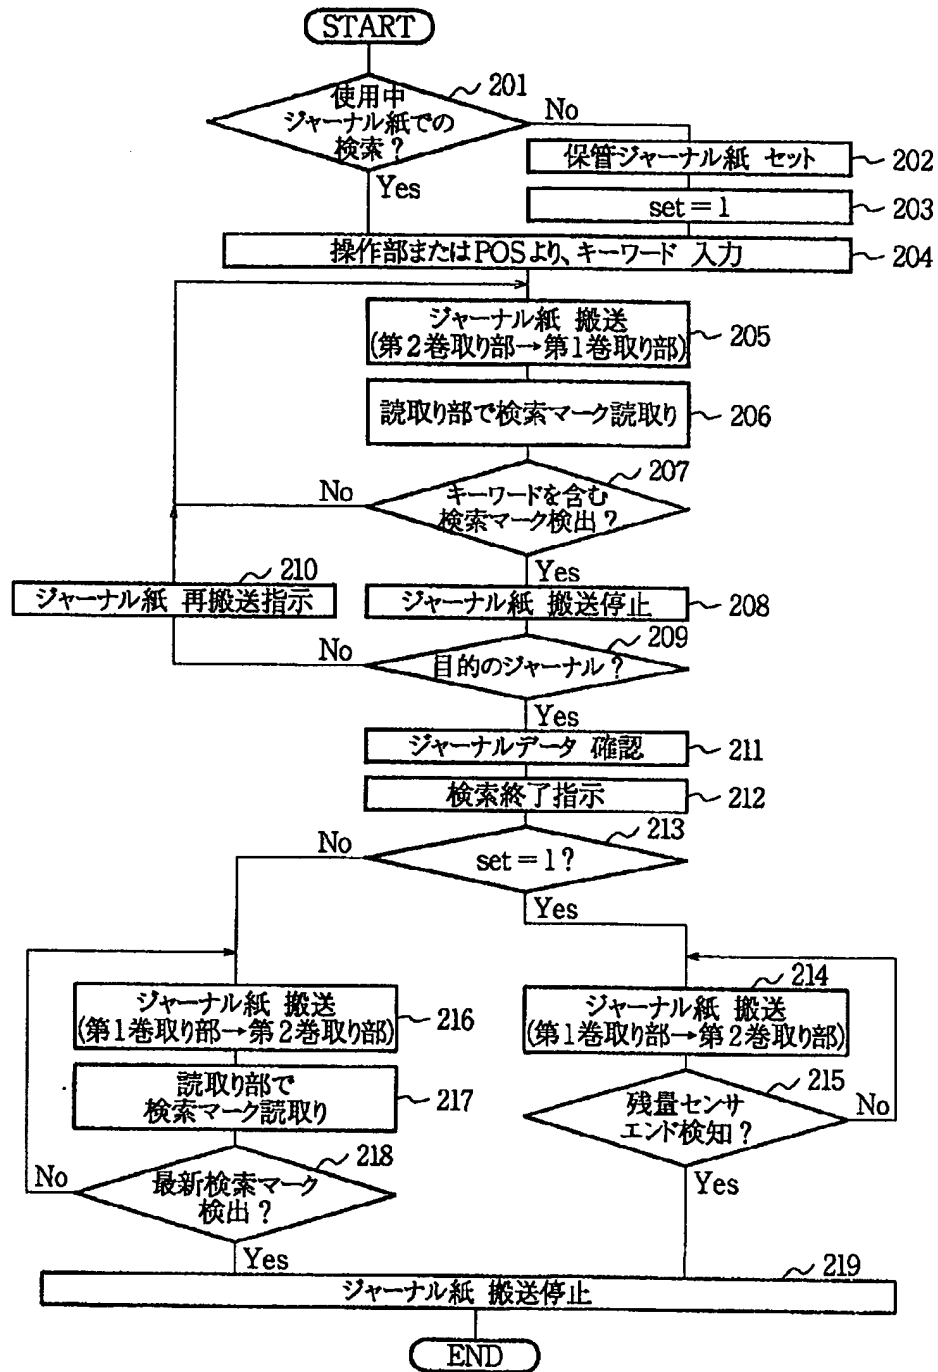 START
使用中
ジャーナル紙での
検索？
201
No
Yes
保管ジャーナル紙 セット
202
set＝1
203
操作部またはPOSより、キーワード 入力
204
ジャーナル紙 搬送
(第2巻取り部→第1巻取り部)
205
読取り部で検索マーク読取り
206
207
No
キーワードを含む
検索マーク検出？
Yes
210
ジャーナル紙 再搬送指示
ジャーナル紙 搬送停止
208
209
No
目的のジャーナル？
Yes
ジャーナルデータ 確認
211
検索終了指示
212
213
No
set＝1？
Yes
ジャーナル紙 搬送
(第1巻取り部→第2巻取り部)
216
214
ジャーナル紙 搬送
(第1巻取り部→第2巻取り部)
読取り部で
検索マーク読取り
217
215
残量センサ
エンド検知？
No
Yes
218
No
最新検索マーク
検出？
Yes
219
ジャーナル紙 搬送停止
END